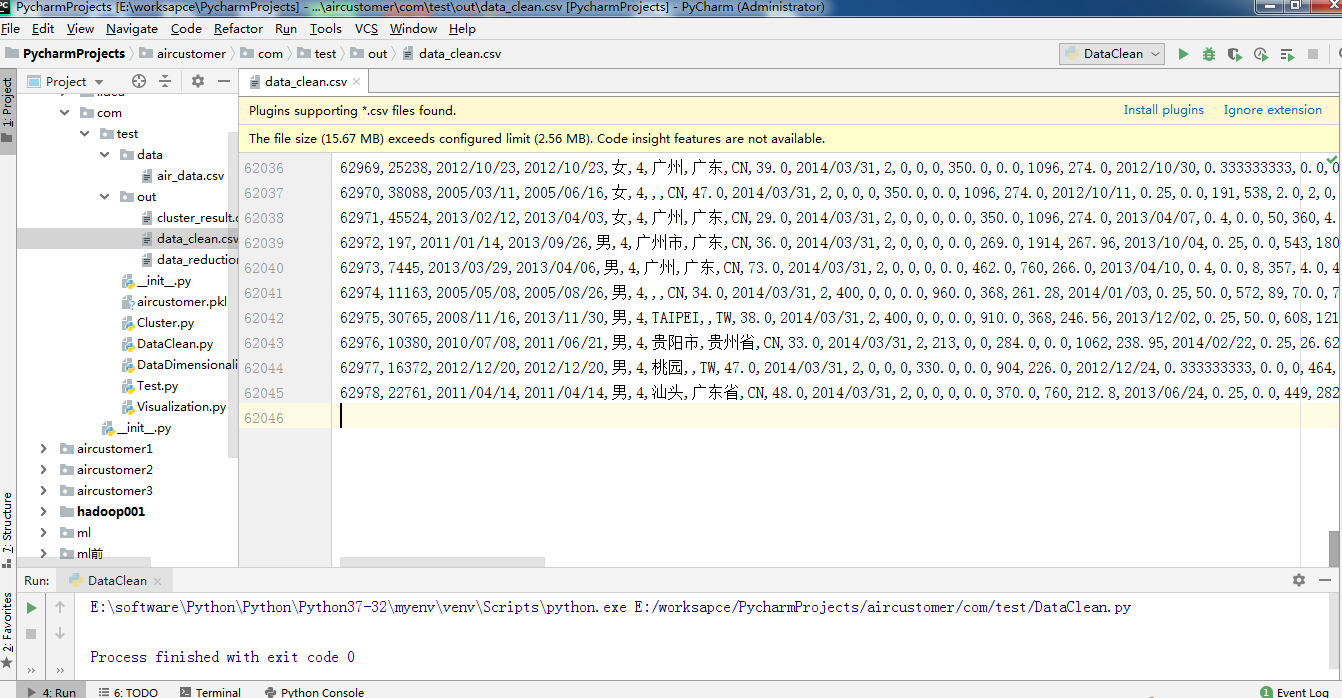 PycharmProjects [E:\worksapce\PycharmProjects] - ...\aircustomer\com\test\out\data_clean.csv [PycharmProjects] - PyCharm (Administrator)
File Edit View Navigate Code Refactor Run Tools VCS Window Help
PycharmProjects aircustomer com test out data_clean.csv DataClean
1: Project
Project data_clean.csv
com
test
data
air_data.csv
out
cluster_result.c
data_clean.csv
data_reduction
__init__.py
aircustomer.pkl
Cluster.py
DataClean.py
DataDimensionali
Test.py
Visualization.py
__init__.py
aircustomer1
aircustomer2
aircustomer3
hadoop001
ml
ml前
Plugins supporting *.csv files found. Install plugins Ignore extension
The file size (15.67 MB) exceeds configured limit (2.56 MB). Code insight features are not available.
62036 62969,25238,2012/10/23,2012/10/23,女,4,广州,广东,CN,39.0,2014/03/31,2,0,0,0,350.0,0.0,1096,274.0,2012/10/30,0.333333333,0.0,0
62037 62970,38088,2005/03/11,2005/06/16,女,4,,,CN,47.0,2014/03/31,2,0,0,0,350.0,0.0,1096,274.0,2012/10/11,0.25,0.0,191,538,2.0,2,0,
62038 62971,45524,2013/02/12,2013/04/03,女,4,广州,广东,CN,29.0,2014/03/31,2,0,0,0,0.0,350.0,1096,274.0,2013/04/07,0.4,0.0,50,360,4.
62039 62972,197,2011/01/14,2013/09/26,男,4,广州市,广东,CN,36.0,2014/03/31,2,0,0,0,0.0,269.0,1914,267.96,2013/10/04,0.25,0.0,543,180
62040 62973,7445,2013/03/29,2013/04/06,男,4,广州,广东,CN,73.0,2014/03/31,2,0,0,0,0.0,462.0,760,266.0,2013/04/10,0.4,0.0,8,357,4.0,4
62041 62974,11163,2005/05/08,2005/08/26,男,4,,,CN,34.0,2014/03/31,2,400,0,0,0.0,960.0,368,261.28,2014/01/03,0.25,50.0,572,89,70.0,7
62042 62975,30765,2008/11/16,2013/11/30,男,4,TAIPEI,,TW,38.0,2014/03/31,2,400,0,0,0.0,910.0,368,246.56,2013/12/02,0.25,50.0,608,121
62043 62976,10380,2010/07/08,2011/06/21,男,4,贵阳市,贵州省,CN,33.0,2014/03/31,2,213,0,0,284.0,0.0,1062,238.95,2014/02/22,0.25,26.62
62044 62977,16372,2012/12/20,2012/12/20,男,4,桃园,,TW,47.0,2014/03/31,2,0,0,0,330.0,0.0,904,226.0,2012/12/24,0.333333333,0.0,0,464,
62045 62978,22761,2011/04/14,2011/04/14,男,4,汕头,广东省,CN,48.0,2014/03/31,2,0,0,0,0.0,370.0,760,212.8,2013/06/24,0.25,0.0,449,282
62046
7: Structure
2: Favorites
Run: DataClean
E:\software\Python\Python\Python37-32\myenv\venv\Scripts\python.exe E:/worksapce/PycharmProjects/aircustomer/com/test/DataClean.py
Process finished with exit code 0
4: Run 6: TODO Terminal Python Console 1 Event Log